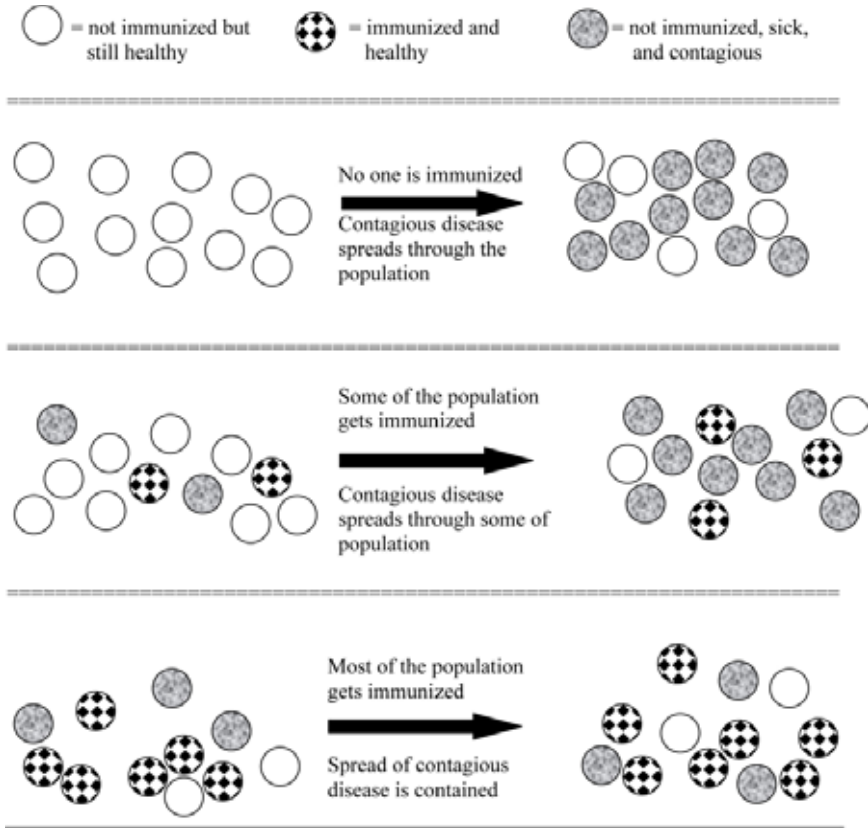 = not immunized but
still healthy
= immunized and
healthy
= not immunized, sick,
and contagious
No one is immunized
Contagious disease
spreads through the
population
Some of the population
gets immunized
Contagious disease
spreads through some of
population
Most of the population
gets immunized
Spread of contagious
disease is contained